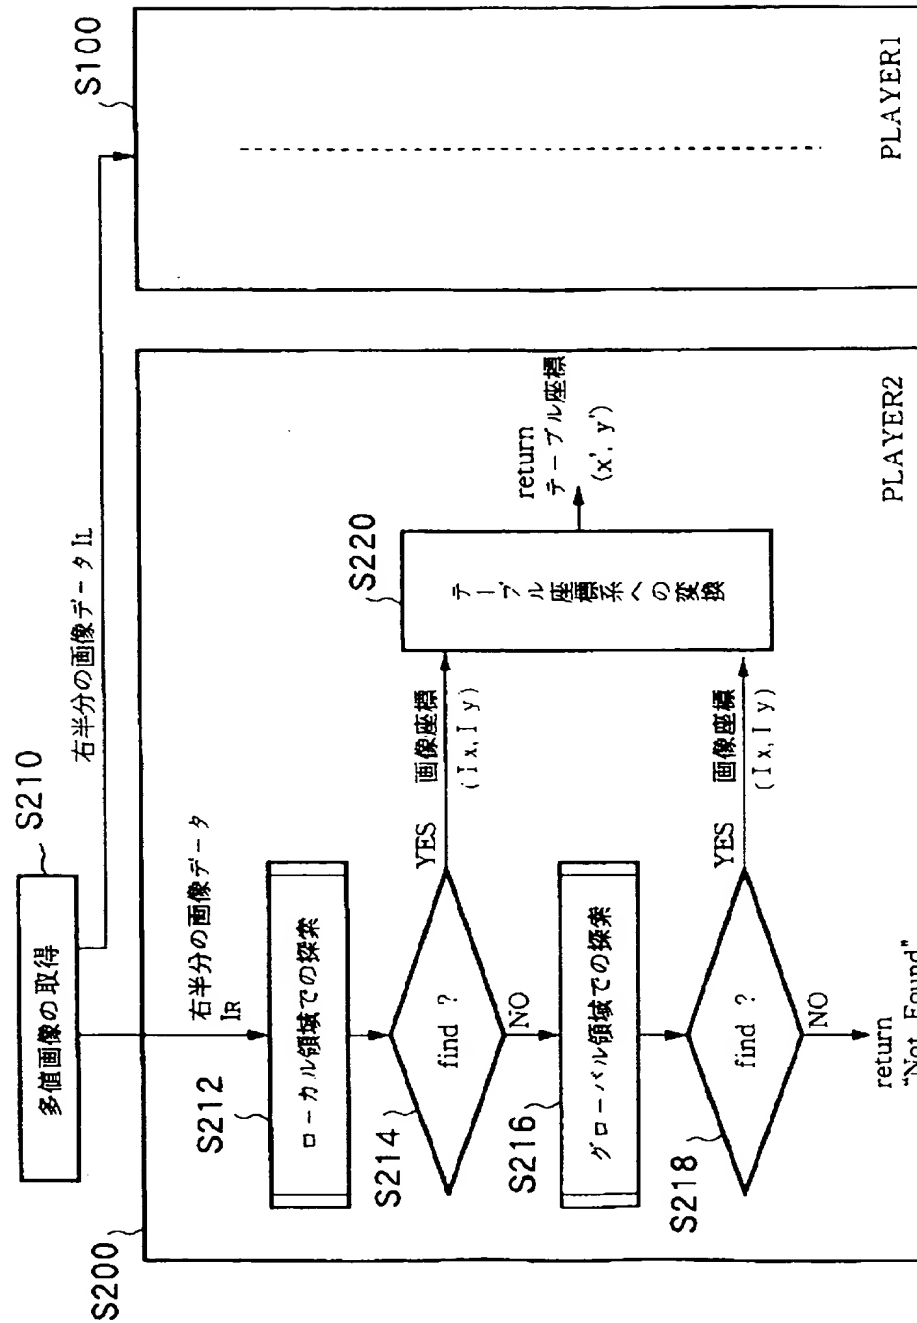 S210
多値画像の取得
右半分の画像データIL
S100
S200
右半分の画像データ
IR
S212
ローカル領域での探索
S214
find ?
YES
画像座標
(Ix, Iy)
NO
S216
グローバル領域での探索
S218
find ?
YES
画像座標
(Ix, Iy)
NO
return
"Not Found"
S220
テーブル座標系への変換
return
テーブル座標
(x', y')
PLAYER2
PLAYER1